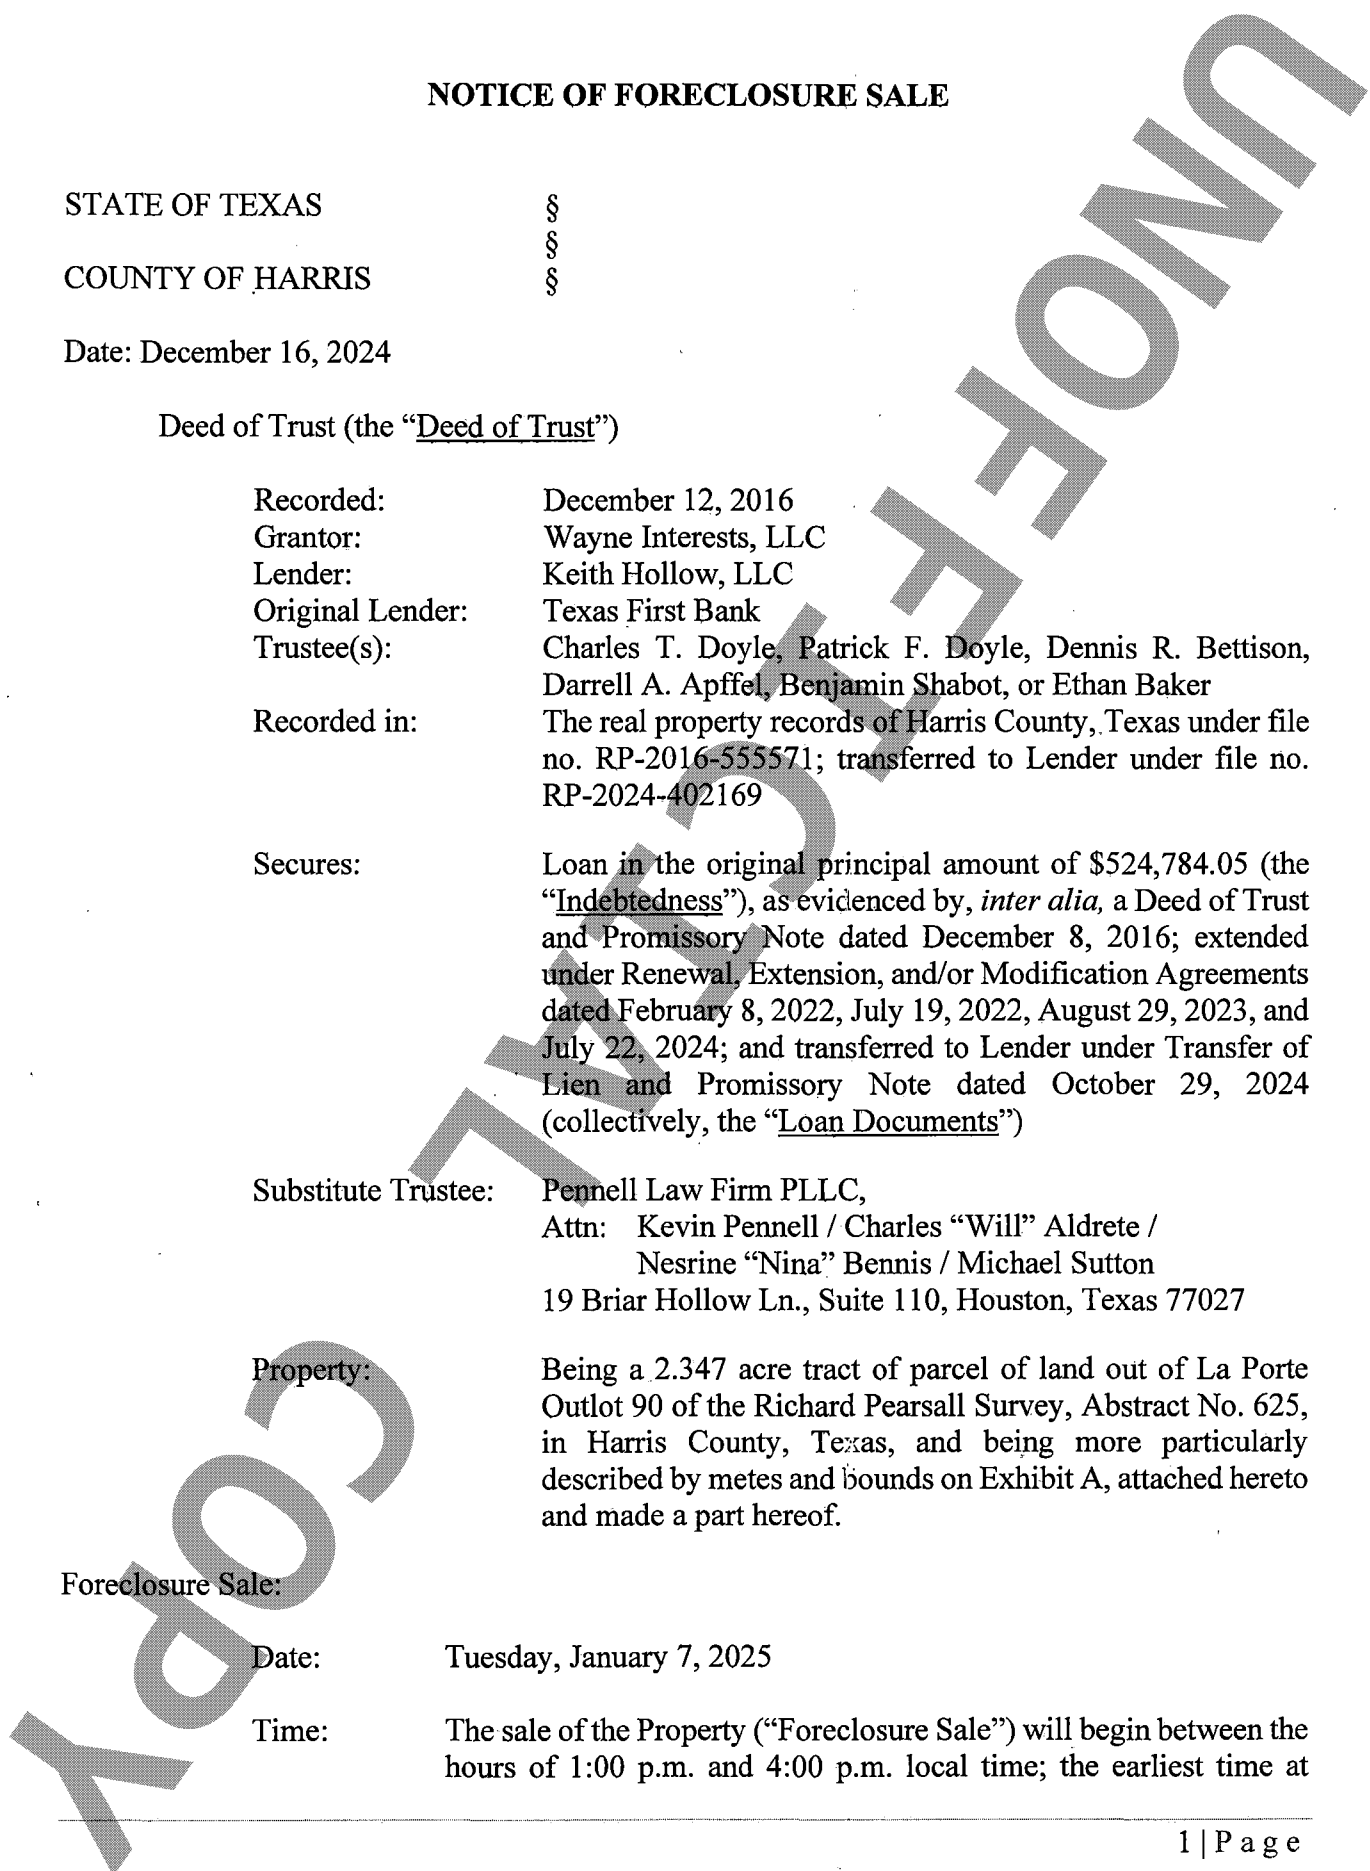 NOTICE OF FORECLOSURE SALE
STATE OF TEXAS §
§
COUNTY OF HARRIS §
Date: December 16, 2024
Deed of Trust (the “Deed of Trust”)
Recorded: December 12, 2016
Grantor: Wayne Interests, LLC
Lender: Keith Hollow, LLC
Original Lender: Texas First Bank
Trustee(s): Charles T. Doyle, Patrick F. Doyle, Dennis R. Bettison,
Darrell A. Apffel, Benjamin Shabot, or Ethan Baker
Recorded in: The real property records of Harris County, Texas under file
no. RP-2016-555571; transferred to Lender under file no.
RP-2024-402169
Secures: Loan in the original principal amount of $524,784.05 (the
“Indebtedness”), as evidenced by, inter alia, a Deed of Trust
and Promissory Note dated December 8, 2016; extended
under Renewal, Extension, and/or Modification Agreements
dated February 8, 2022, July 19, 2022, August 29, 2023, and
July 22, 2024; and transferred to Lender under Transfer of
Lien and Promissory Note dated October 29, 2024
(collectively, the “Loan Documents”)
Substitute Trustee: Pennell Law Firm PLLC,
Attn: Kevin Pennell / Charles “Will” Aldrete /
Nesrine “Nina” Bennis / Michael Sutton
19 Briar Hollow Ln., Suite 110, Houston, Texas 77027
Property: Being a 2.347 acre tract of parcel of land out of La Porte
Outlot 90 of the Richard Pearsall Survey, Abstract No. 625,
in Harris County, Texas, and being more particularly
described by metes and bounds on Exhibit A, attached hereto
and made a part hereof.
Foreclosure Sale:
Date: Tuesday, January 7, 2025
Time: The sale of the Property (“Foreclosure Sale”) will begin between the
hours of 1:00 p.m. and 4:00 p.m. local time; the earliest time at
1 | Page
UNOFFICIAL COPY